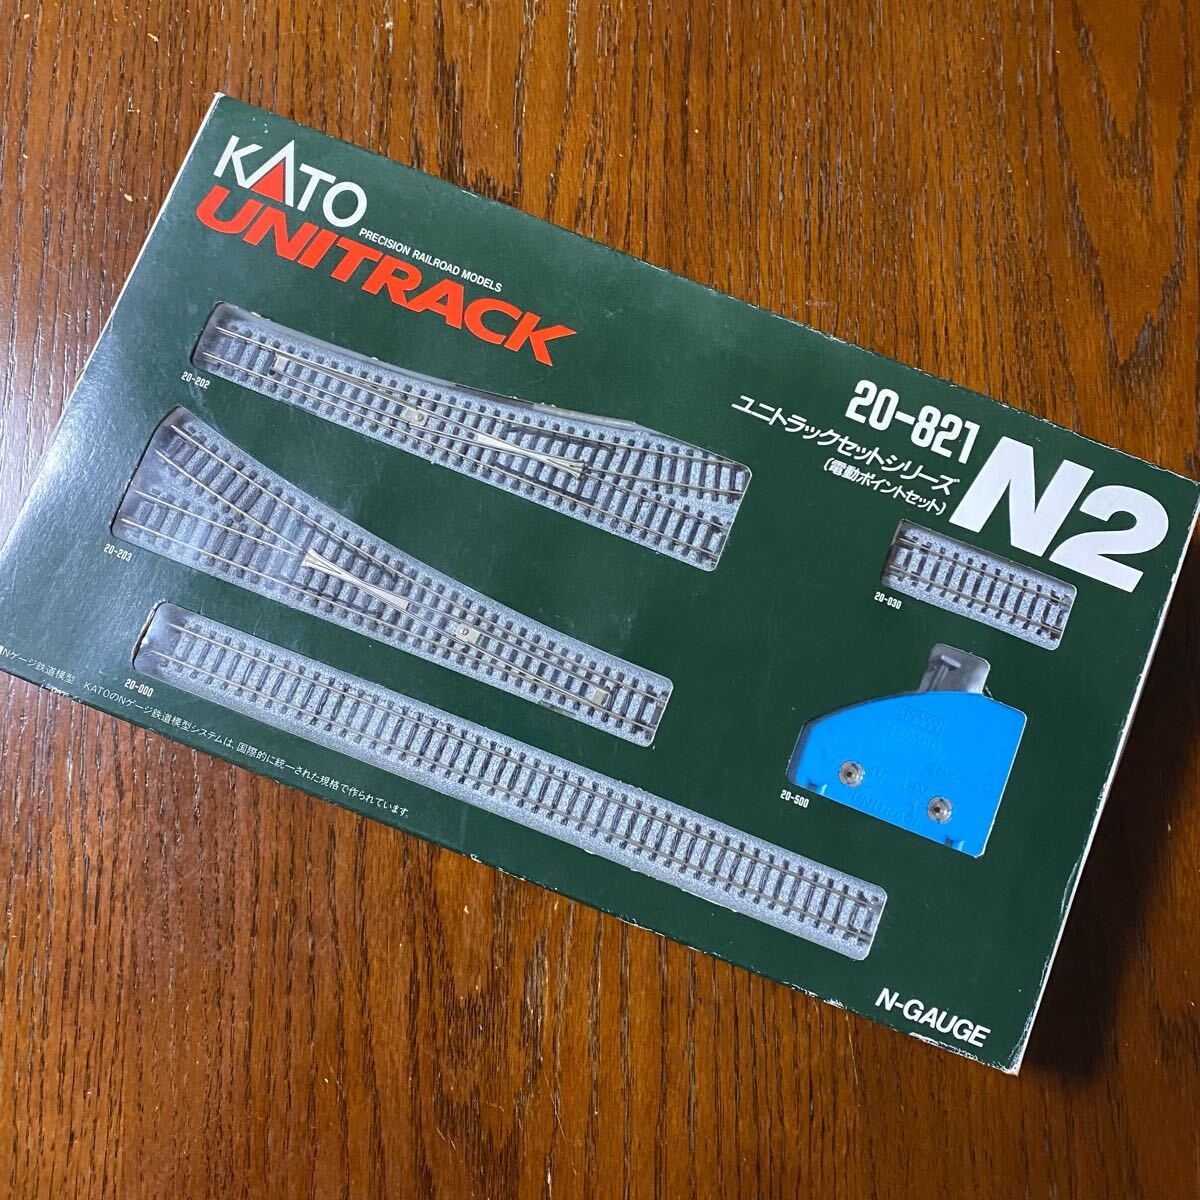 KATO
PRECISION RAILROAD MODELS
UNITRACK
20-821
ユニトラックセットシリーズ
(電動ポイントセット)
N2
20-202
20-203
20-030
20-000
20-500
UNITRACK
■Nゲージ鉄道模型 KATOのNゲージ鉄道模型システムは、国際的に統一された規格で作られています。
N-GAUGE